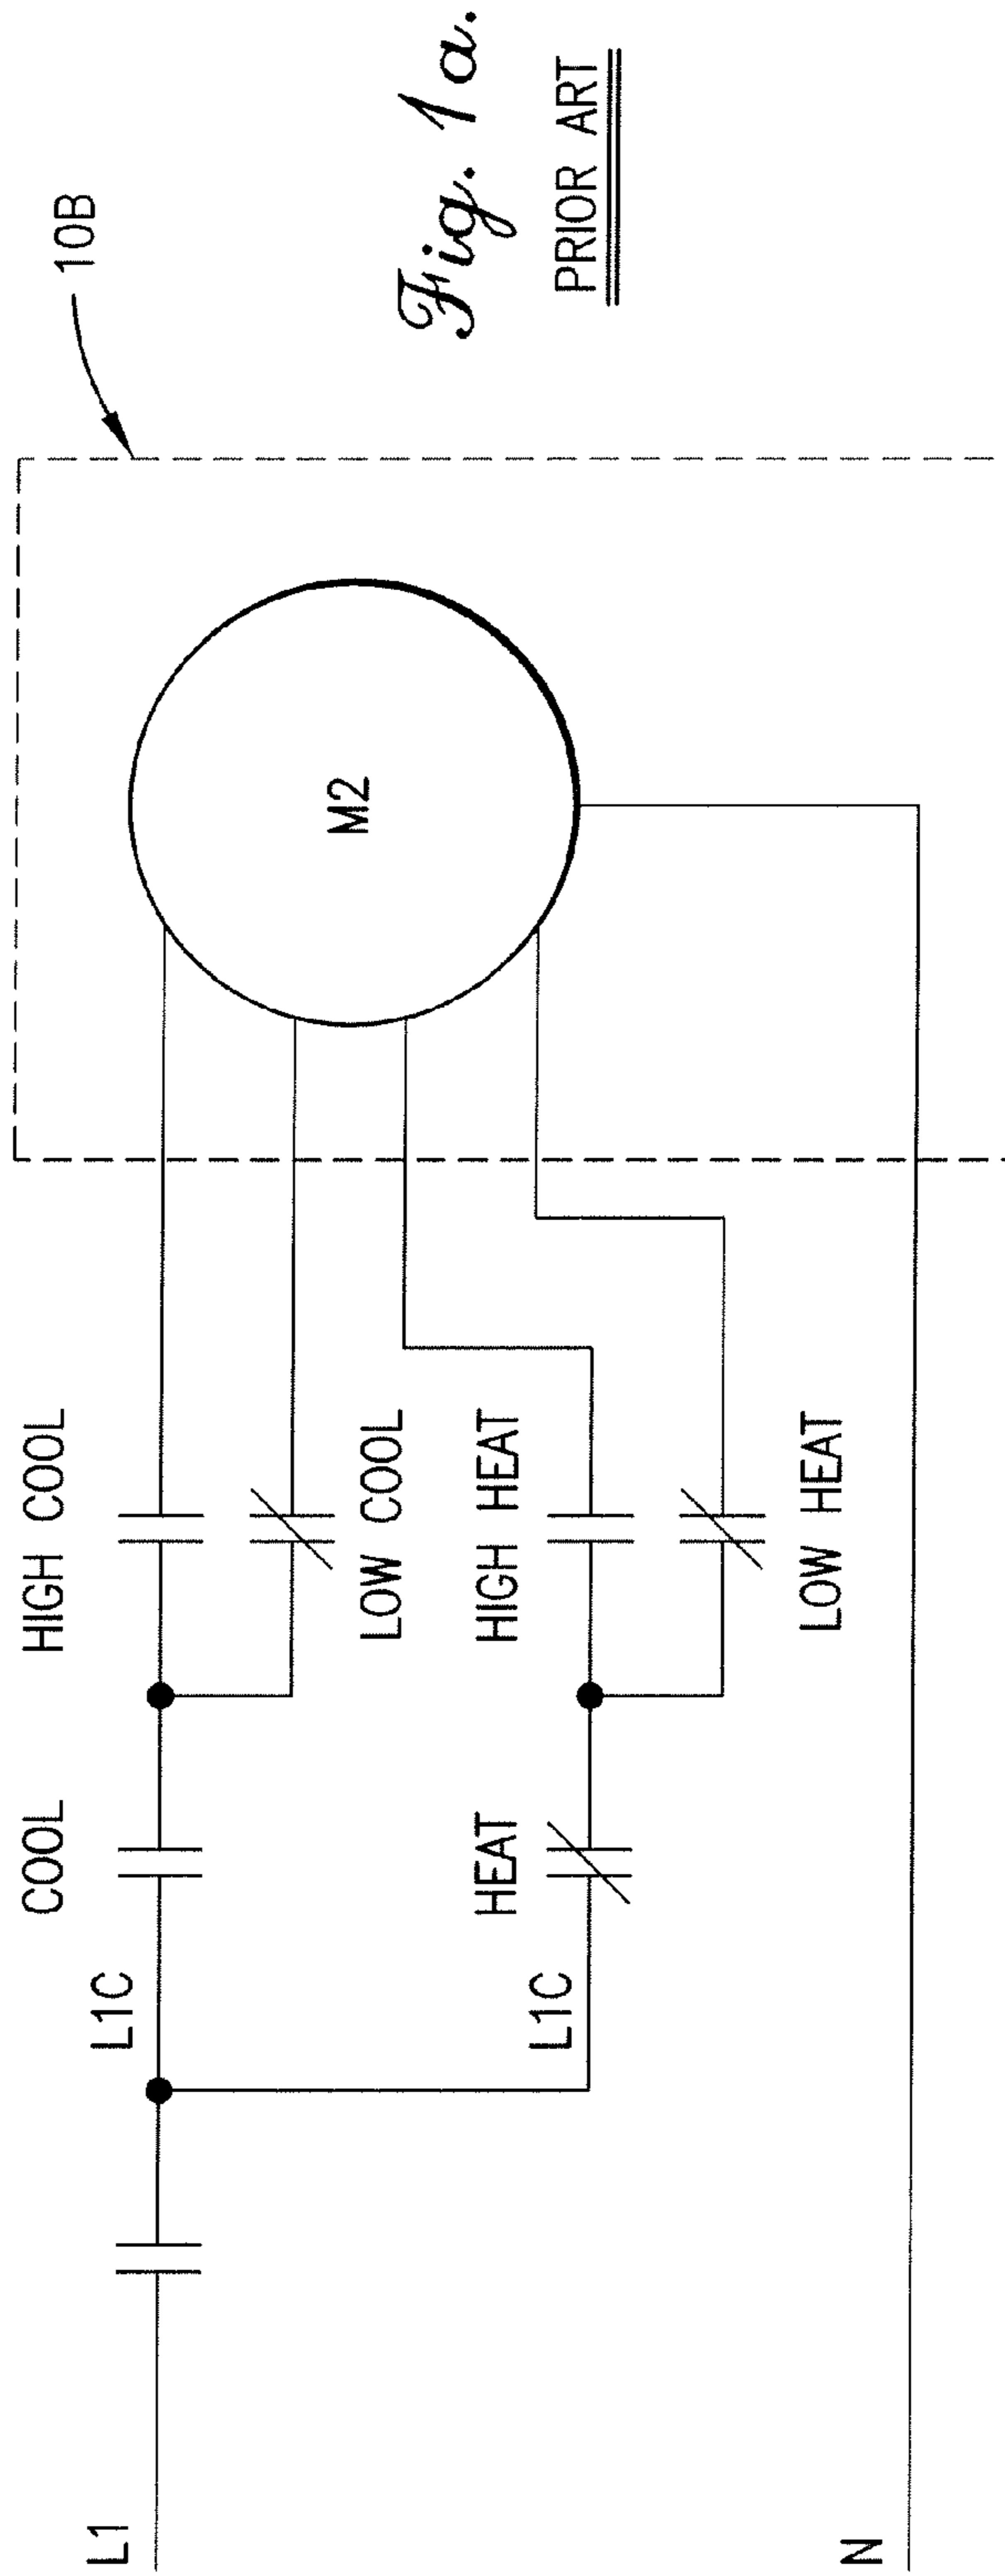 L1
L1C
COOL
HIGH COOL
LOW COOL
L1C
HEAT
HIGH HEAT
LOW HEAT
N
M2
10B
Fig. 1a.
PRIOR ART